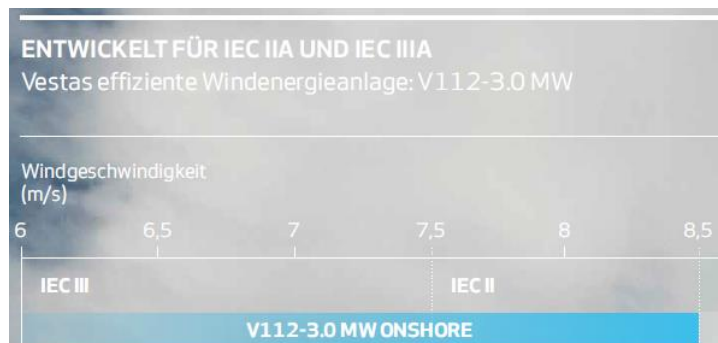 ENTWICKELT FÜR IEC IIA UND IEC IIIA
Vestas effiziente Windenergieanlage: V112-3.0 MW
Windgeschwindigkeit
(m/s)
6 6,5 7 7,5 8 8,5
IEC III IEC II
V112-3.0 MW ONSHORE